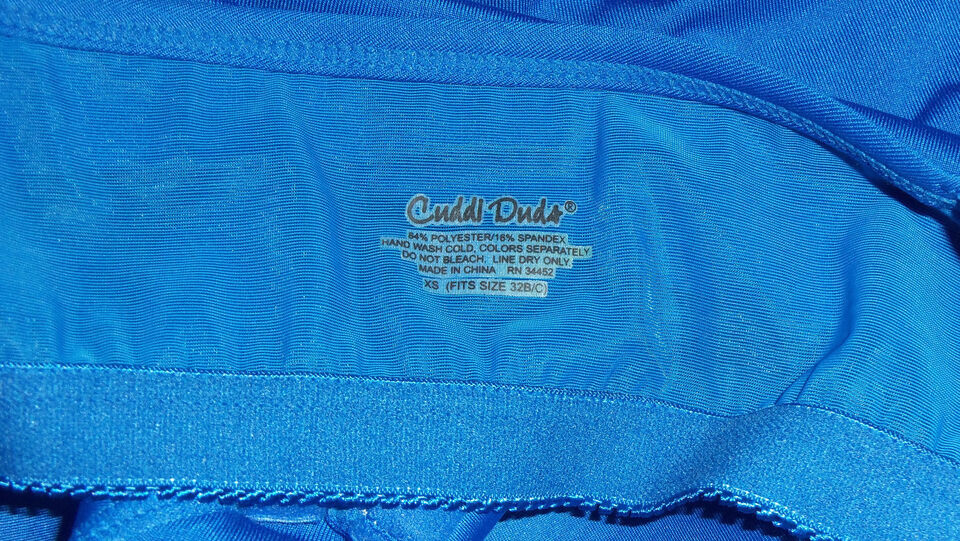 Cuddl Duds®
84% POLYESTER/16% SPANDEX
HAND WASH COLD, COLORS SEPARATELY
DO NOT BLEACH. LINE DRY ONLY.
MADE IN CHINA RN 34452
XS (FITS SIZE 32B/C)